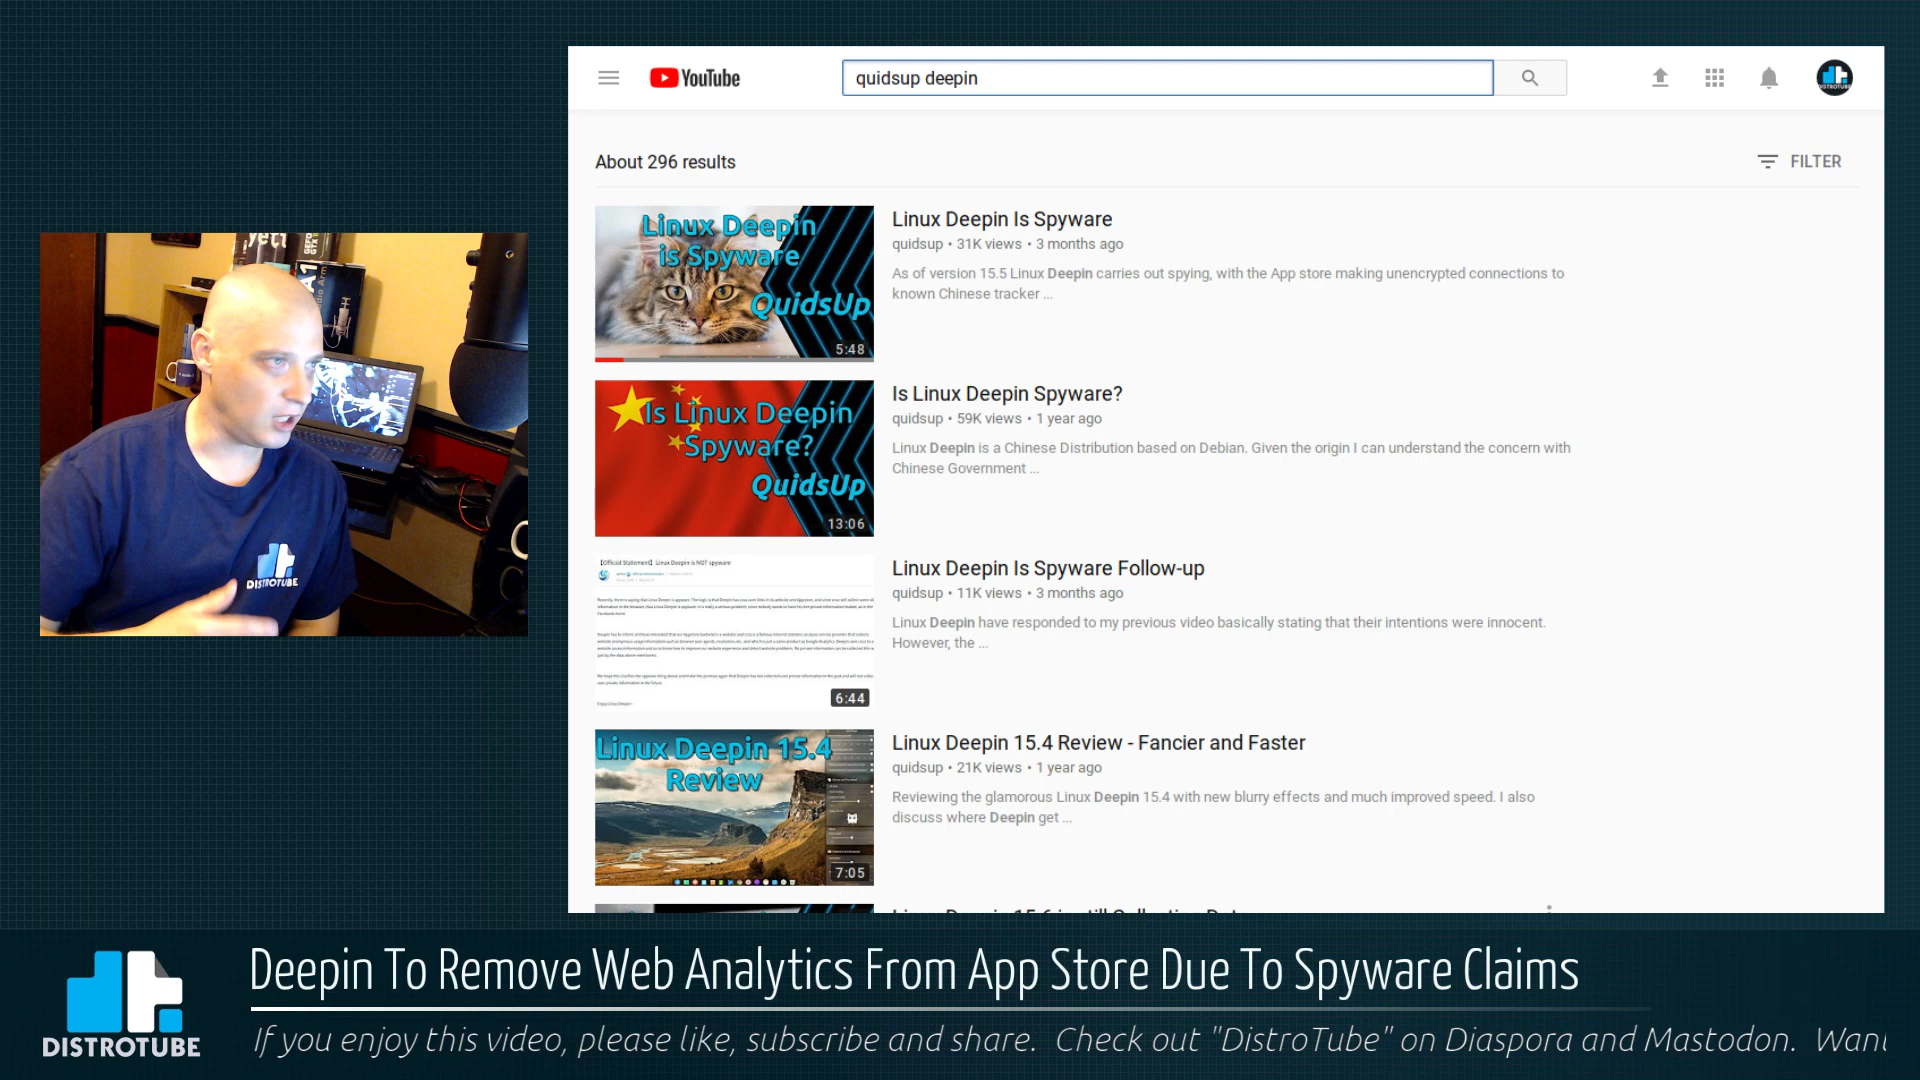 YouTube
quidsup deepin
About 296 results
FILTER
Linux Deepin
is Spyware
QuidsUp
5:48
Linux Deepin Is Spyware
quidsup • 31K views • 3 months ago
As of version 15.5 Linux Deepin carries out spying, with the App store making unencrypted connections to
known Chinese tracker ...
Is Linux Deepin
Spyware?
QuidsUp
13:06
Is Linux Deepin Spyware?
quidsup • 59K views • 1 year ago
Linux Deepin is a Chinese Distribution based on Debian. Given the origin I can understand the concern with
Chinese Government ...
【Official Statement】Linux Deepin is NOT spyware
6:44
Linux Deepin Is Spyware Follow-up
quidsup • 11K views • 3 months ago
Linux Deepin have responded to my previous video basically stating that their intentions were innocent.
However, the ...
Linux Deepin 15.4
Review
7:05
Linux Deepin 15.4 Review - Fancier and Faster
quidsup • 21K views • 1 year ago
Reviewing the glamorous Linux Deepin 15.4 with new blurry effects and much improved speed. I also
discuss where Deepin get ...
DISTROTUBE
Deepin To Remove Web Analytics From App Store Due To Spyware Claims
If you enjoy this video, please like, subscribe and share. Check out "DistroTube" on Diaspora and Mastodon.
DISTROTUBE